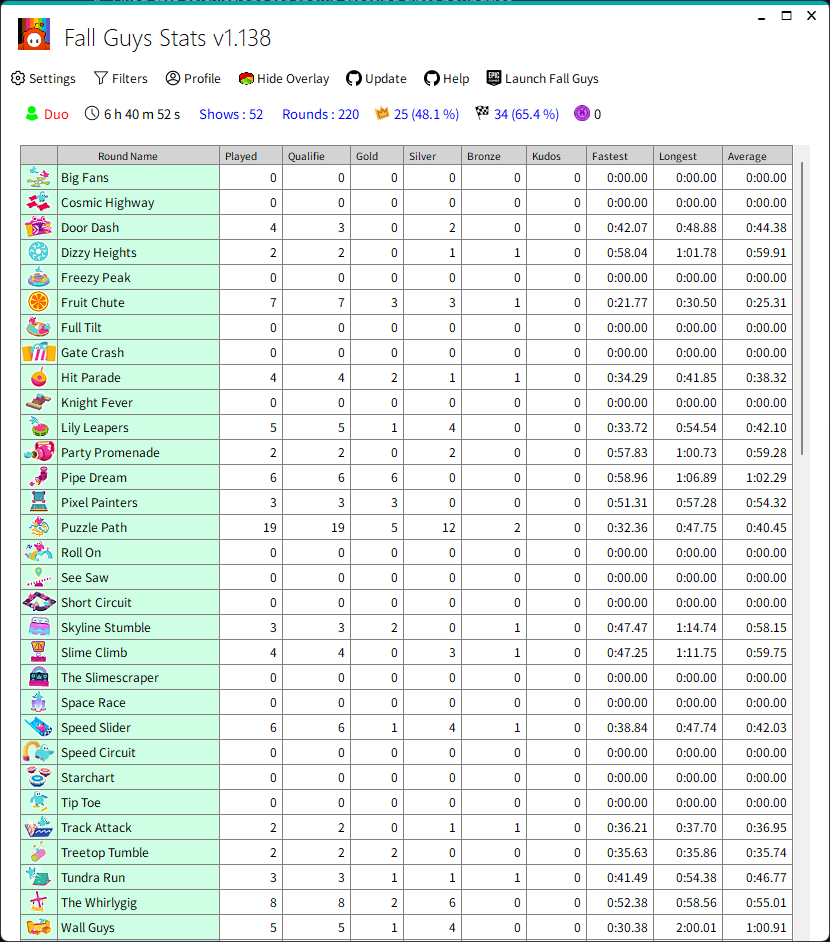 Fall Guys Stats v1.138
Settings Filters Profile Hide Overlay Update Help Launch Fall Guys
Duo 6 h 40 m 52 s Shows : 52 Rounds : 220 25 (48.1 %) 34 (65.4 %) 0
Round Name Played Qualifie Gold Silver Bronze Kudos Fastest Longest Average
Big Fans 0 0 0 0 0 0 0:00.00 0:00.00 0:00.00
Cosmic Highway 0 0 0 0 0 0 0:00.00 0:00.00 0:00.00
Door Dash 4 3 0 2 0 0 0:42.07 0:48.88 0:44.38
Dizzy Heights 2 2 0 1 1 0 0:58.04 1:01.78 0:59.91
Freezy Peak 0 0 0 0 0 0 0:00.00 0:00.00 0:00.00
Fruit Chute 7 7 3 3 1 0 0:21.77 0:30.50 0:25.31
Full Tilt 0 0 0 0 0 0 0:00.00 0:00.00 0:00.00
Gate Crash 0 0 0 0 0 0 0:00.00 0:00.00 0:00.00
Hit Parade 4 4 2 1 1 0 0:34.29 0:41.85 0:38.32
Knight Fever 0 0 0 0 0 0 0:00.00 0:00.00 0:00.00
Lily Leapers 5 5 1 4 0 0 0:33.72 0:54.54 0:42.10
Party Promenade 2 2 0 2 0 0 0:57.83 1:00.73 0:59.28
Pipe Dream 6 6 6 0 0 0 0:58.96 1:06.89 1:02.29
Pixel Painters 3 3 3 0 0 0 0:51.31 0:57.28 0:54.32
Puzzle Path 19 19 5 12 2 0 0:32.36 0:47.75 0:40.45
Roll On 0 0 0 0 0 0 0:00.00 0:00.00 0:00.00
See Saw 0 0 0 0 0 0 0:00.00 0:00.00 0:00.00
Short Circuit 0 0 0 0 0 0 0:00.00 0:00.00 0:00.00
Skyline Stumble 3 3 2 0 1 0 0:47.47 1:14.74 0:58.15
Slime Climb 4 4 0 3 1 0 0:47.25 1:11.75 0:59.75
The Slimescraper 0 0 0 0 0 0 0:00.00 0:00.00 0:00.00
Space Race 0 0 0 0 0 0 0:00.00 0:00.00 0:00.00
Speed Slider 6 6 1 4 1 0 0:38.84 0:47.74 0:42.03
Speed Circuit 0 0 0 0 0 0 0:00.00 0:00.00 0:00.00
Starchart 0 0 0 0 0 0 0:00.00 0:00.00 0:00.00
Tip Toe 0 0 0 0 0 0 0:00.00 0:00.00 0:00.00
Track Attack 2 2 0 1 1 0 0:36.21 0:37.70 0:36.95
Treetop Tumble 2 2 2 0 0 0 0:35.63 0:35.86 0:35.74
Tundra Run 3 3 1 1 1 0 0:41.49 0:54.38 0:46.77
The Whirlygig 8 8 2 6 0 0 0:52.38 0:58.56 0:55.01
Wall Guys 5 5 1 4 0 0 0:30.38 2:00.01 1:00.91